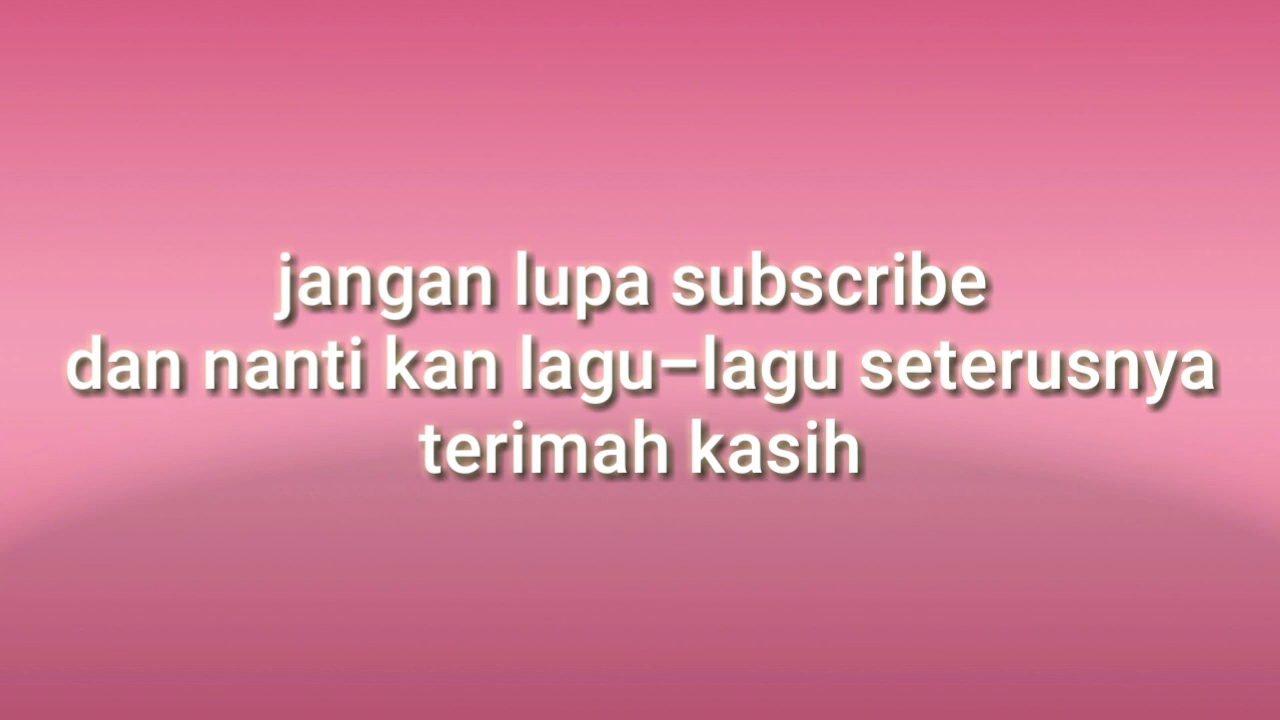 jangan lupa subscribe
dan nanti kan lagu-lagu seterusnya
terimah kasih